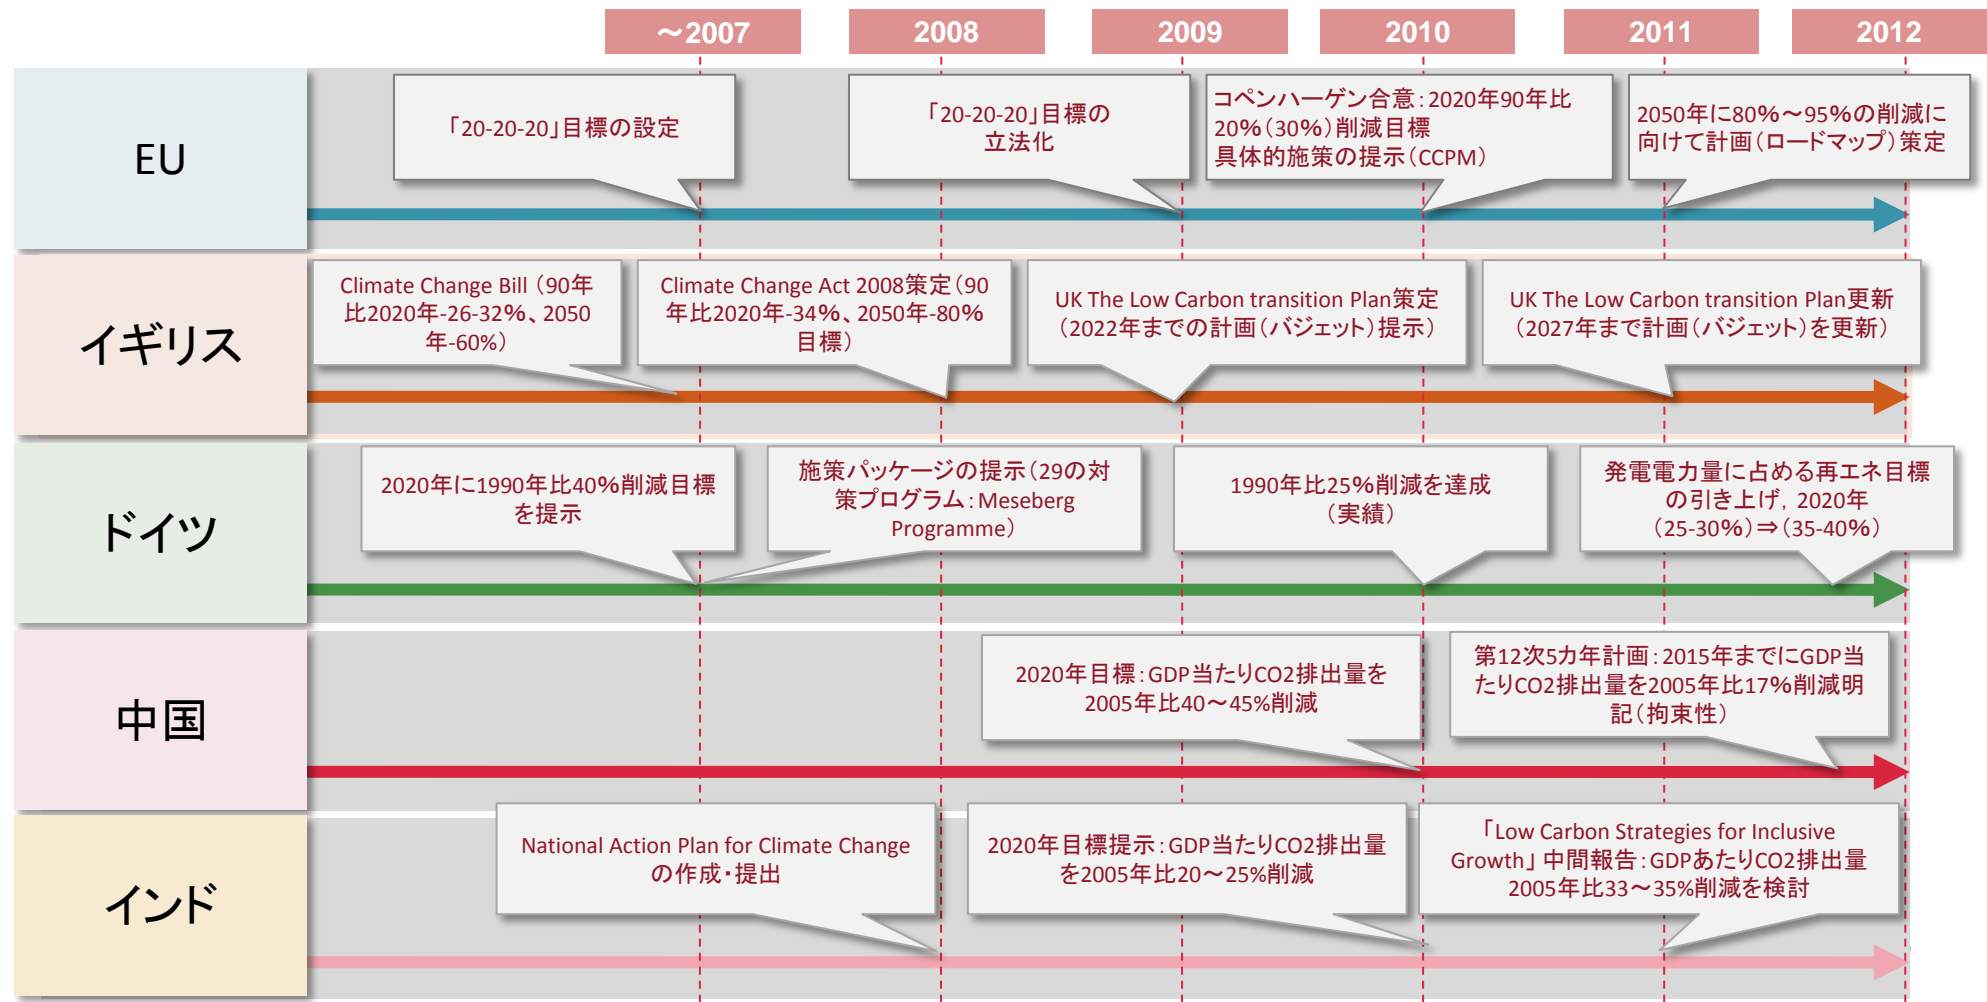 ～2007
2008
2009
2010
2011
2012
EU
「20-20-20」目標の設定
「20-20-20」目標の
立法化
コペンハーゲン合意：2020年90年比
20％（30％）削減目標
具体的施策の提示（CCPM）
2050年に80％～95％の削減に
向けて計画（ロードマップ）策定
イギリス
Climate Change Bill （90年
比2020年-26-32％、2050
年-60%）
Climate Change Act 2008策定（90
年比2020年-34％、2050年-80％
目標）
UK The Low Carbon transition Plan策定
（2022年までの計画（バジェット）提示）
UK The Low Carbon transition Plan更新
（2027年まで計画（バジェット）を更新）
ドイツ
2020年に1990年比40％削減目標
を提示
施策パッケージの提示（29の対
策プログラム：Meseberg
Programme）
1990年比25％削減を達成
（実績）
発電電力量に占める再エネ目標
の引き上げ，2020年
（25-30％）⇒（35-40％）
中国
2020年目標：GDP当たりCO2排出量を
2005年比40～45%削減
第12次5カ年計画：2015年までにGDP当
たりCO2排出量を2005年比17％削減明
記（拘束性）
インド
National Action Plan for Climate Change
の作成・提出
2020年目標提示：GDP当たりCO2排出量
を2005年比20～25%削減
「Low Carbon Strategies for Inclusive
Growth」 中間報告：GDPあたりCO2排出量
2005年比33～35%削減を検討